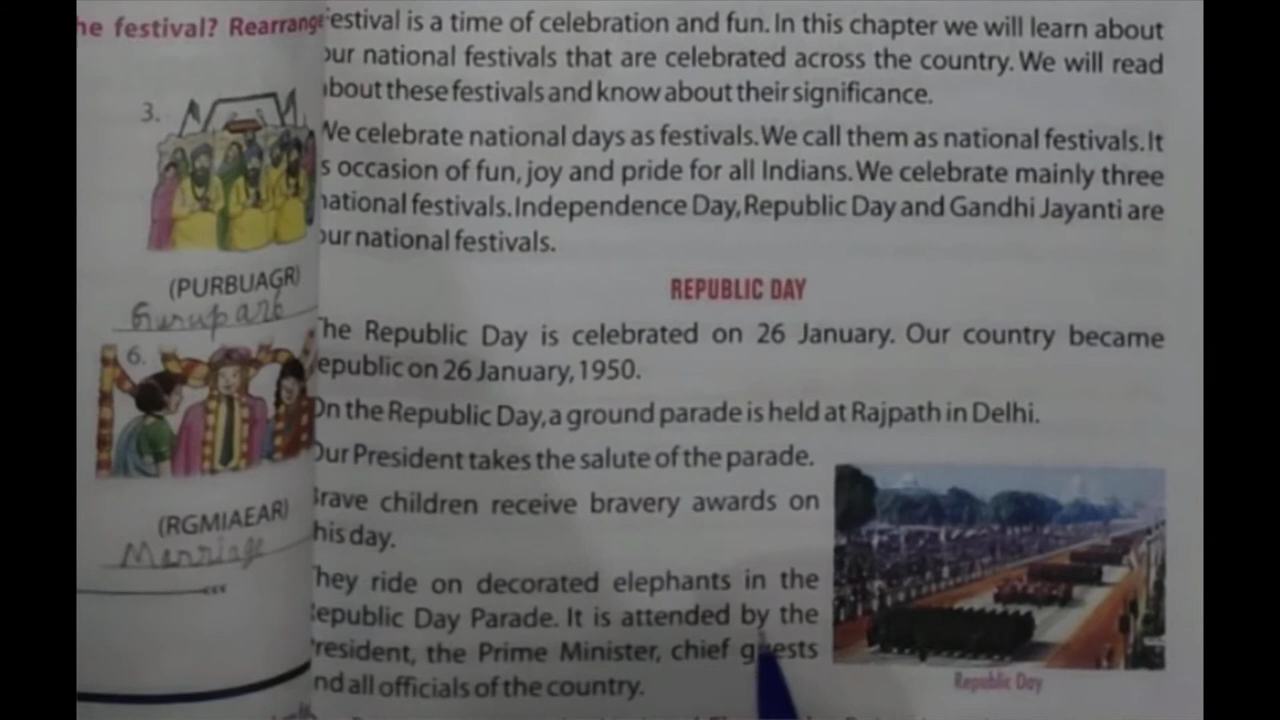 he festival? Rearrange
3.
(PURBUAGR)
Guruparb
6.
(RGMIAEAR)
Marriage
estival is a time of celebration and fun. In this chapter we will learn about
our national festivals that are celebrated across the country. We will read
about these festivals and know about their significance.
We celebrate national days as festivals. We call them as national festivals. It
s occasion of fun, joy and pride for all Indians. We celebrate mainly three
national festivals. Independence Day, Republic Day and Gandhi Jayanti are
our national festivals.
REPUBLIC DAY
The Republic Day is celebrated on 26 January. Our country became
epublic on 26 January, 1950.
On the Republic Day, a ground parade is held at Rajpath in Delhi.
Our President takes the salute of the parade.
Brave children receive bravery awards on
his day.
They ride on decorated elephants in the
Republic Day Parade. It is attended by the
resident, the Prime Minister, chief guests
nd all officials of the country.
Republic Day